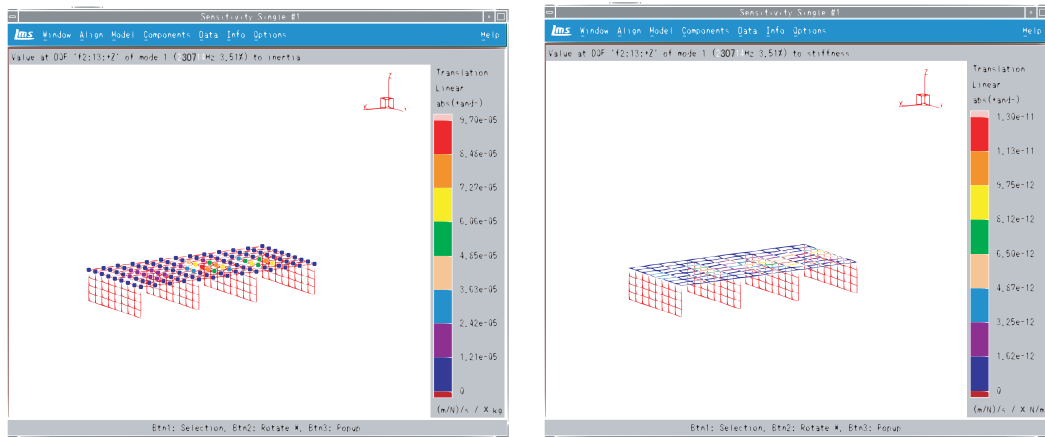 Sensitivity Single #1
lms Window Align Model Components Data Info Options Help
Value at DOF 'f2:13:+Z' of mode 1 ( 307 Hz 3.51%) to inertia
Translation
Linear
abs(+and-)
9.70e-05
8.48e-05
7.27e-05
6.06e-05
4.85e-05
3.63e-05
2.42e-05
1.21e-05
0
(m/N)/s / X kg
Z
X
Y
Btn1: Selection, Btn2: Rotate *, Btn3: Popup
Sensitivity Single #1
lms Window Align Model Components Data Info Options Help
Value at DOF 'f2:13:+Z' of mode 1 ( 307 Hz 3.51%) to stiffness
Translation
Linear
abs(+and-)
1.30e-11
1.13e-11
9.75e-12
8.12e-12
6.50e-12
4.87e-12
3.25e-12
1.62e-12
0
(m/N)/s / X N/m
Z
X
Btn1: Selection, Btn2: Rotate *, Btn3: Popup